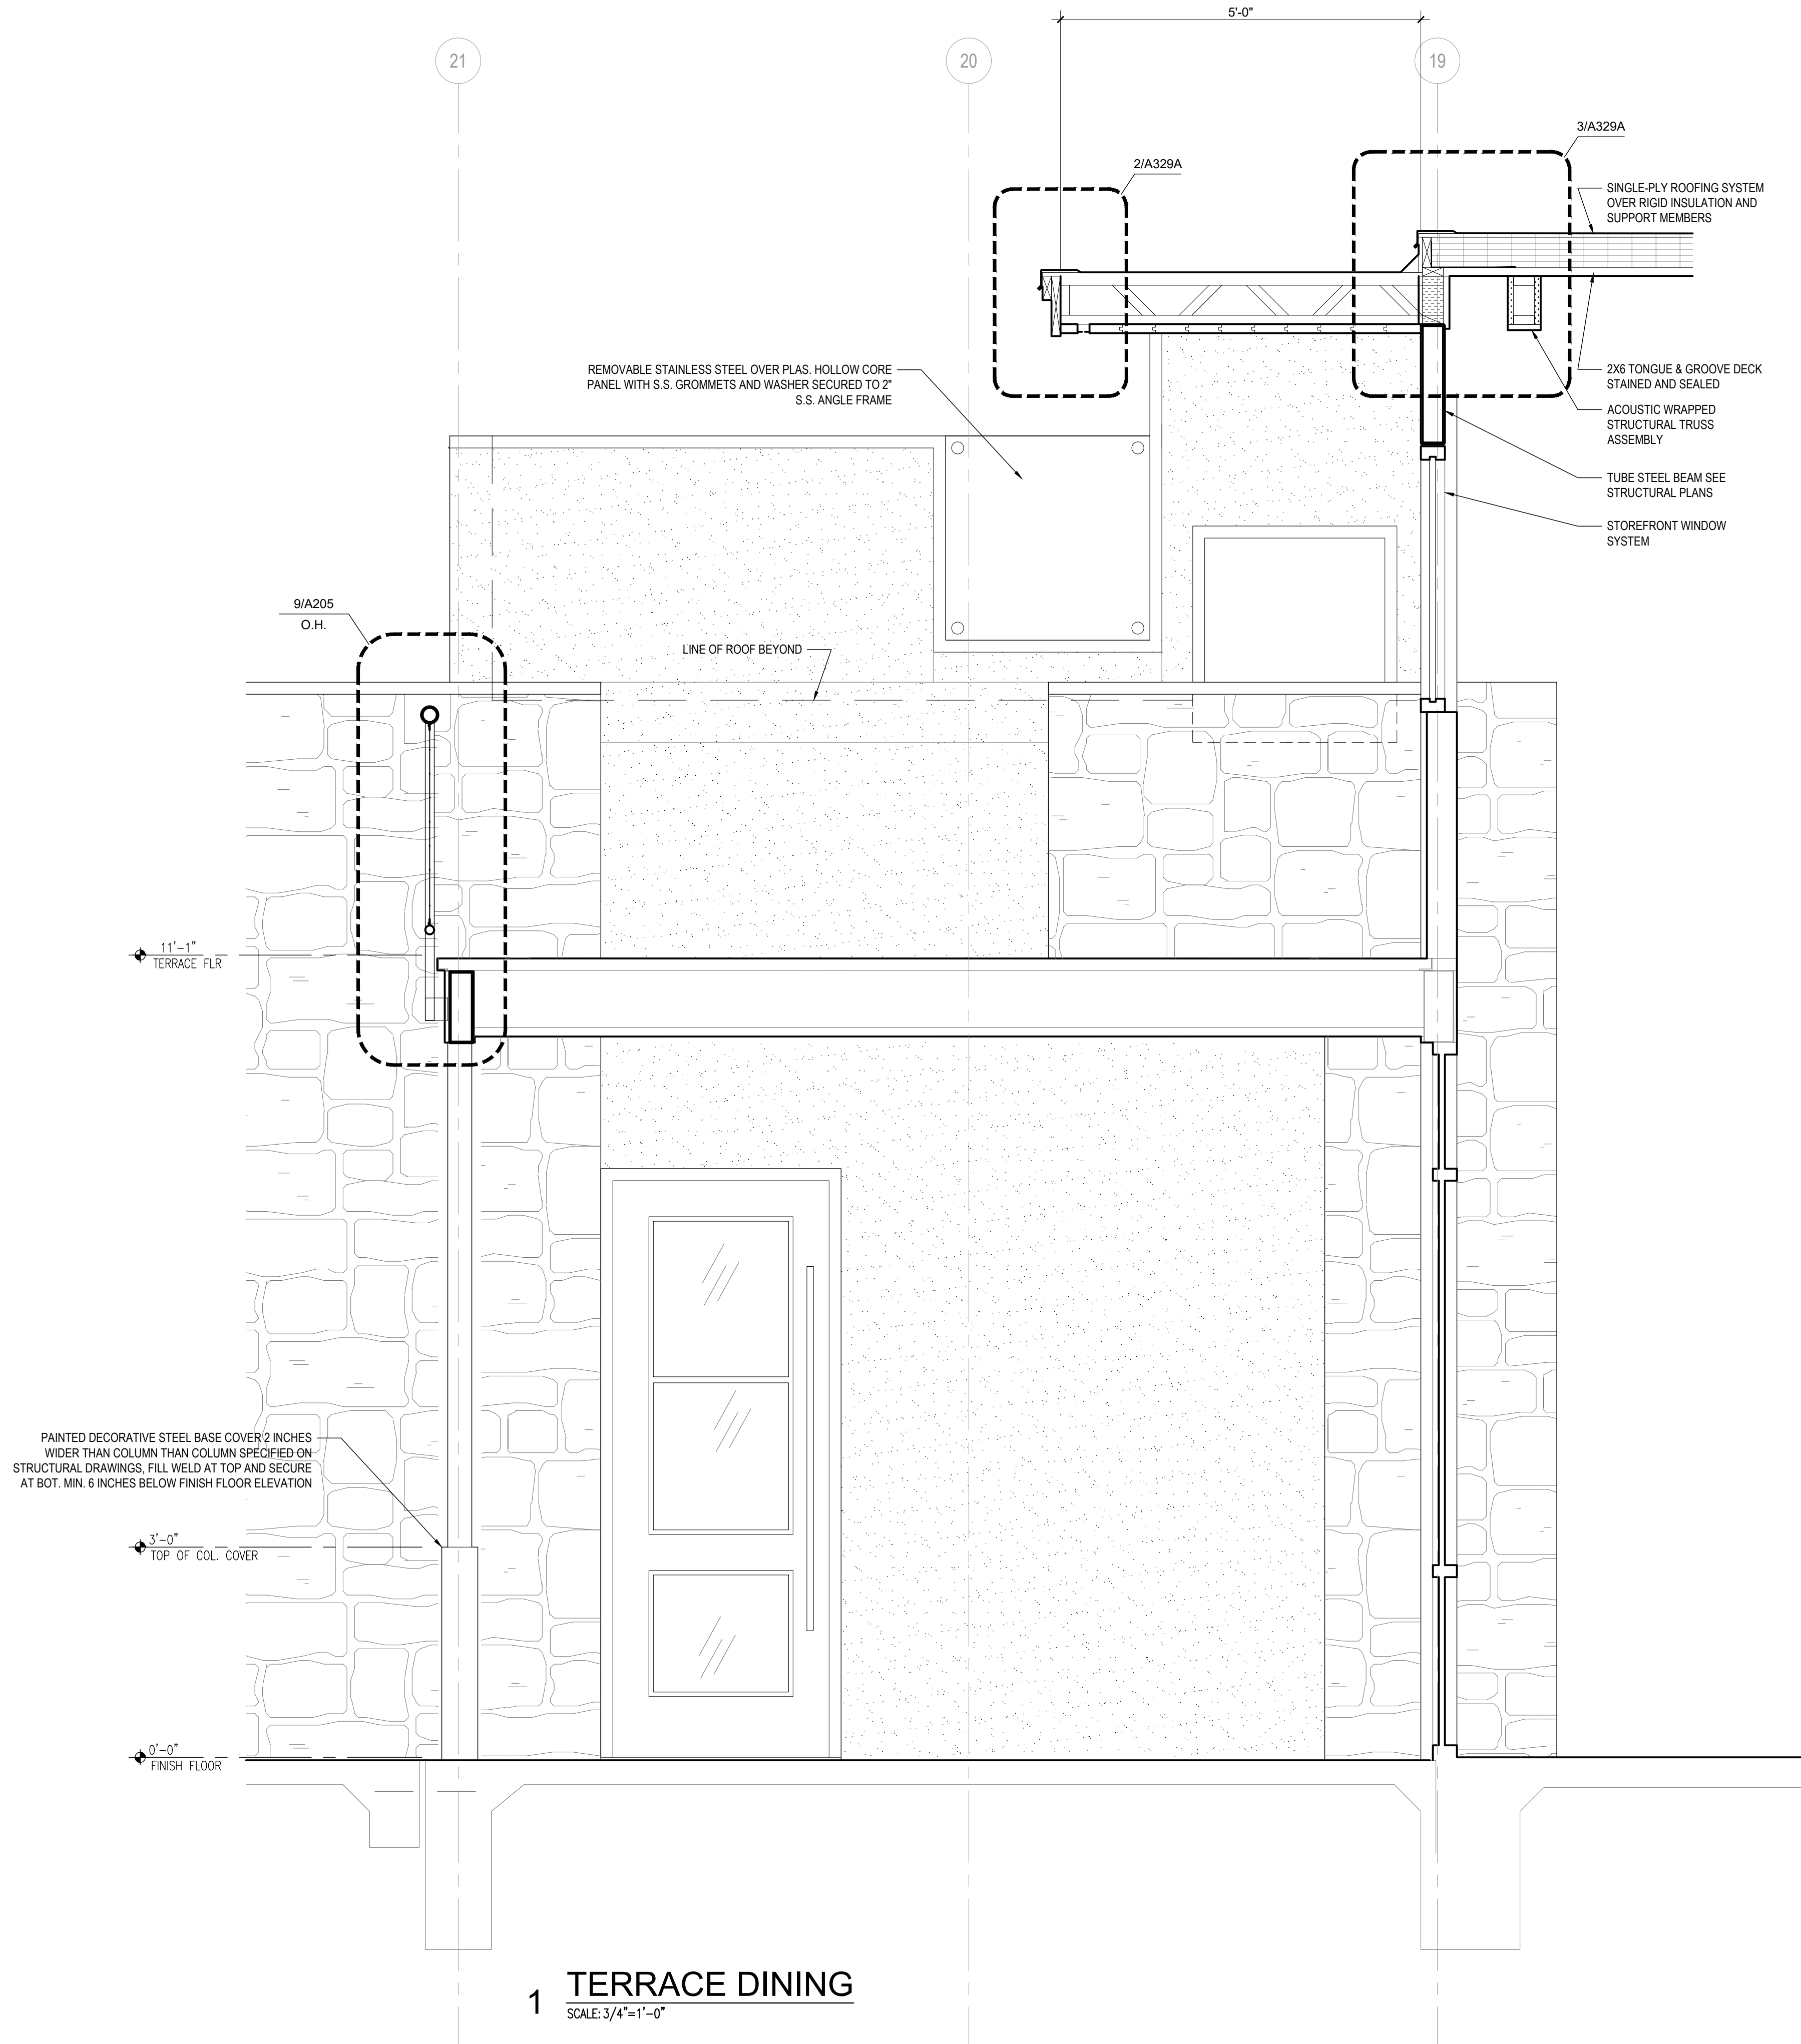 5'-0"
21
20
19
3/A329A
2/A329A
SINGLE-PLY ROOFING SYSTEM
OVER RIGID INSULATION AND
SUPPORT MEMBERS
REMOVABLE STAINLESS STEEL OVER PLAS. HOLLOW CORE
PANEL WITH S.S. GROMMETS AND WASHER SECURED TO 2"
S.S. ANGLE FRAME
2X6 TONGUE & GROOVE DECK
STAINED AND SEALED
ACOUSTIC WRAPPED
STRUCTURAL TRUSS
ASSEMBLY
TUBE STEEL BEAM SEE
STRUCTURAL PLANS
STOREFRONT WINDOW
SYSTEM
9/A205
O.H.
LINE OF ROOF BEYOND
11'-1"
TERRACE FLR
PAINTED DECORATIVE STEEL BASE COVER 2 INCHES
WIDER THAN COLUMN THAN COLUMN SPECIFIED ON
STRUCTURAL DRAWINGS, FILL WELD AT TOP AND SECURE
AT BOT. MIN. 6 INCHES BELOW FINISH FLOOR ELEVATION
3'-0"
TOP OF COL. COVER
0'-0"
FINISH FLOOR
1 TERRACE DINING
SCALE: 3/4"=1'-0"